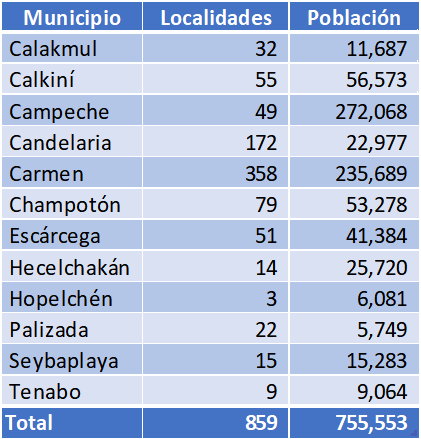 Municipio Localidades Población
Calakmul 32 11,687
Calkiní 55 56,573
Campeche 49 272,068
Candelaria 172 22,977
Carmen 358 235,689
Champotón 79 53,278
Escárcega 51 41,384
Hecelchakán 14 25,720
Hopelchén 3 6,081
Palizada 22 5,749
Seybaplaya 15 15,283
Tenabo 9 9,064
Total 859 755,553